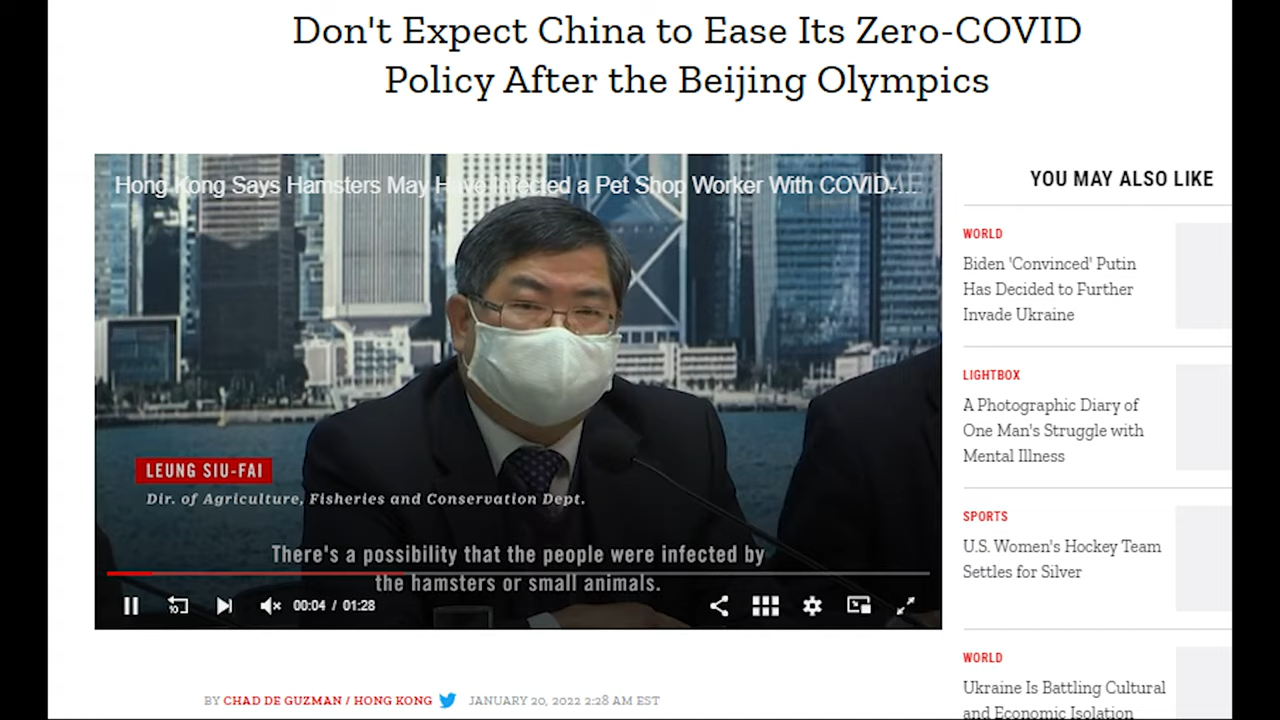 Don't Expect China to Ease Its Zero-COVID
Policy After the Beijing Olympics
Hong Kong Says Hamsters May Have Infected a Pet Shop Worker With COVID-...
LEUNG SIU-FAI
Dir. of Agriculture, Fisheries and Conservation Dept.
There's a possibility that the people were infected by
the hamsters or small animals.
10
00:04 / 01:28
BY CHAD DE GUZMAN / HONG KONG JANUARY 20, 2022 2:28 AM EST
YOU MAY ALSO LIKE
WORLD
Biden 'Convinced' Putin
Has Decided to Further
Invade Ukraine
LIGHTBOX
A Photographic Diary of
One Man's Struggle with
Mental Illness
SPORTS
U.S. Women's Hockey Team
Settles for Silver
WORLD
Ukraine Is Battling Cultural
and Economic Isolation